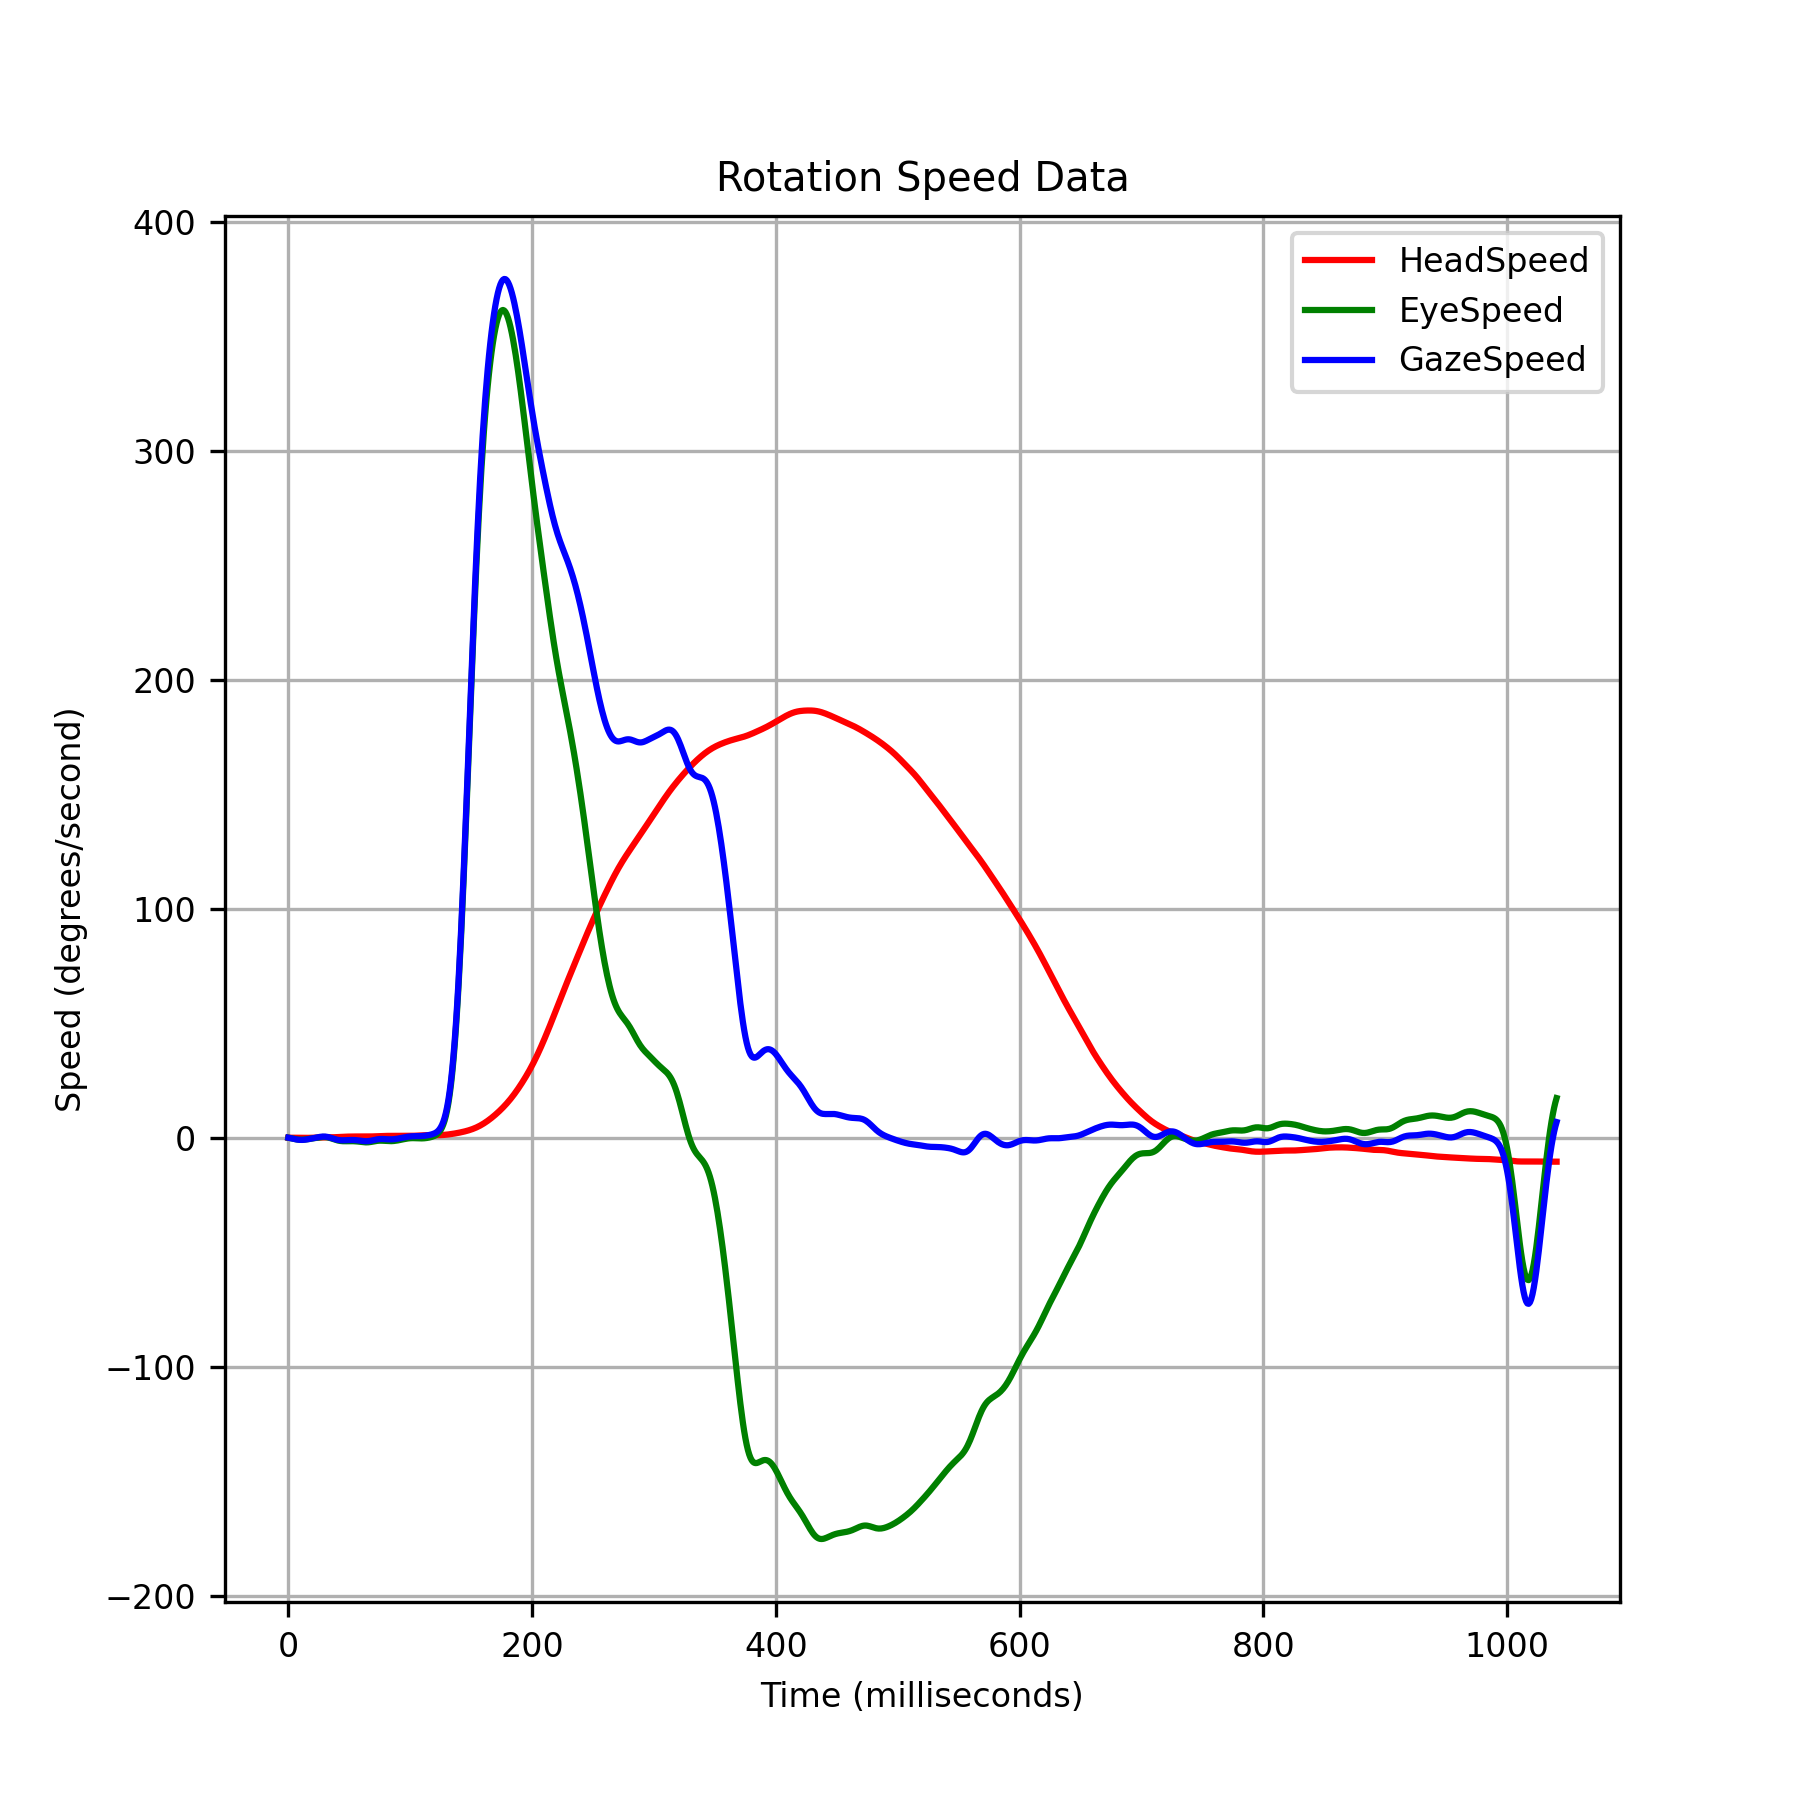 Rotation Speed Data
HeadSpeed
EyeSpeed
GazeSpeed
Speed (degrees/second)
400
300
200
100
0
−100
−200
0 200 400 600 800 1000
Time (milliseconds)